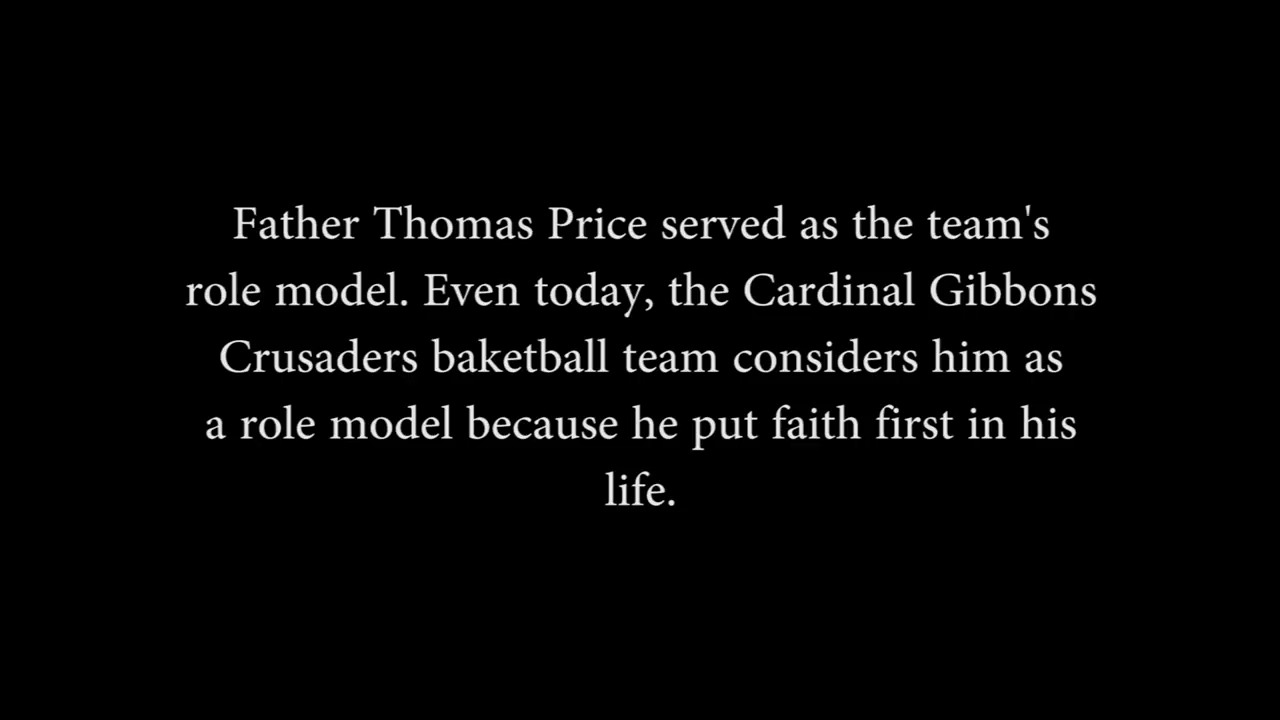 Father Thomas Price served as the team's
role model. Even today, the Cardinal Gibbons
Crusaders baketball team considers him as
a role model because he put faith first in his
life.